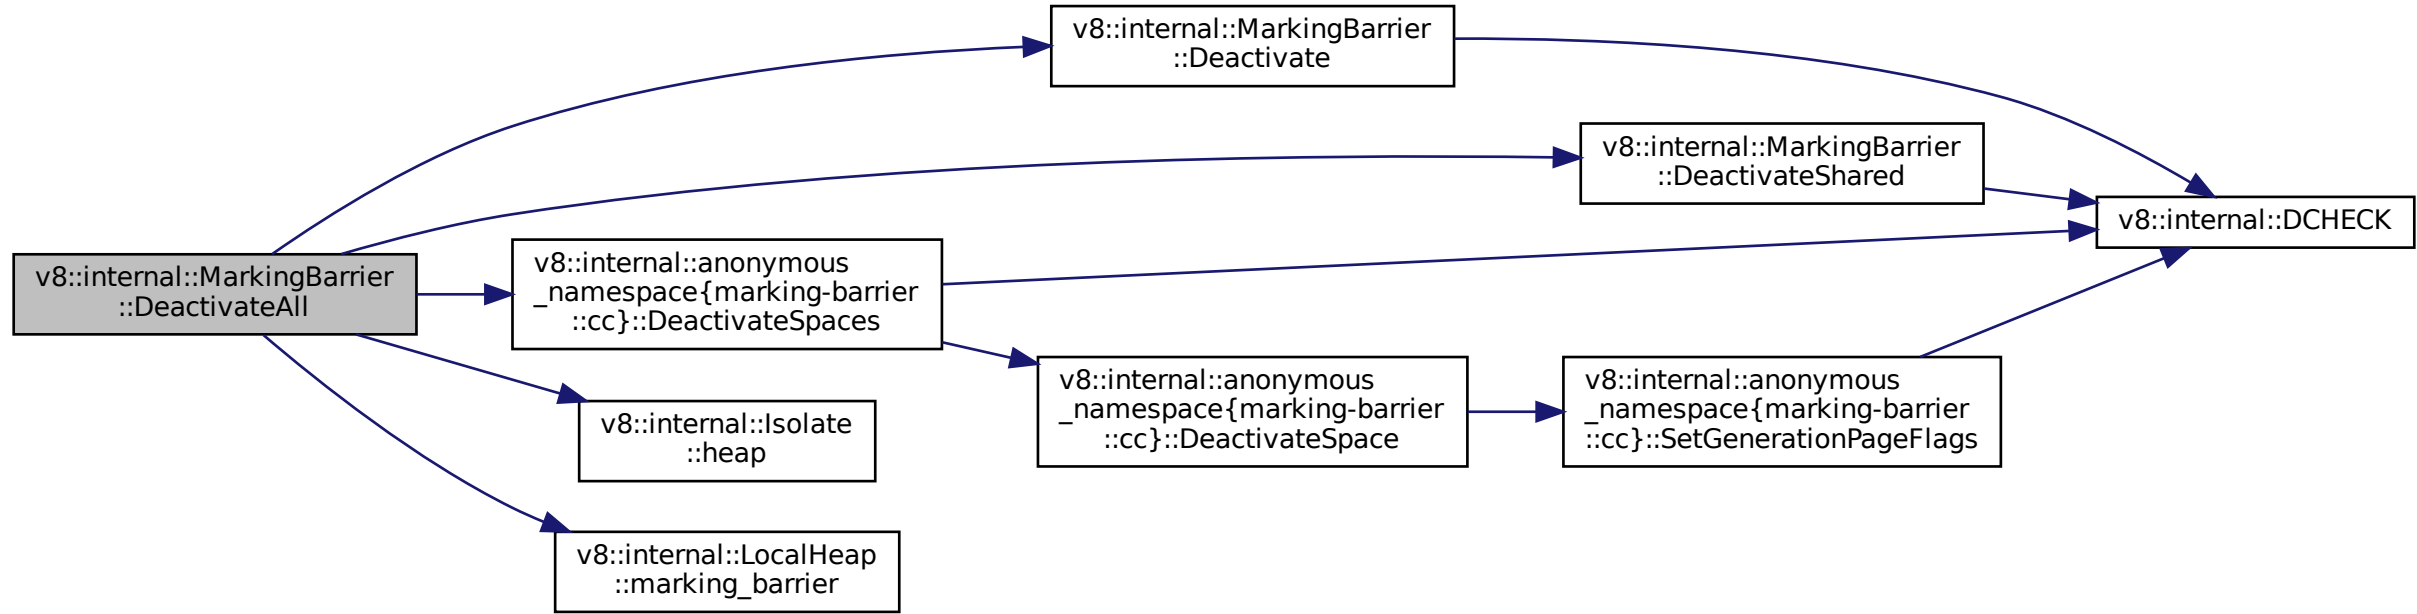 v8::internal::MarkingBarrier
::DeactivateAll
v8::internal::MarkingBarrier
::Deactivate
v8::internal::MarkingBarrier
::DeactivateShared
v8::internal::DCHECK
v8::internal::anonymous
_namespace{marking-barrier
::cc}::DeactivateSpaces
v8::internal::anonymous
_namespace{marking-barrier
::cc}::DeactivateSpace
v8::internal::anonymous
_namespace{marking-barrier
::cc}::SetGenerationPageFlags
v8::internal::Isolate
::heap
v8::internal::LocalHeap
::marking_barrier